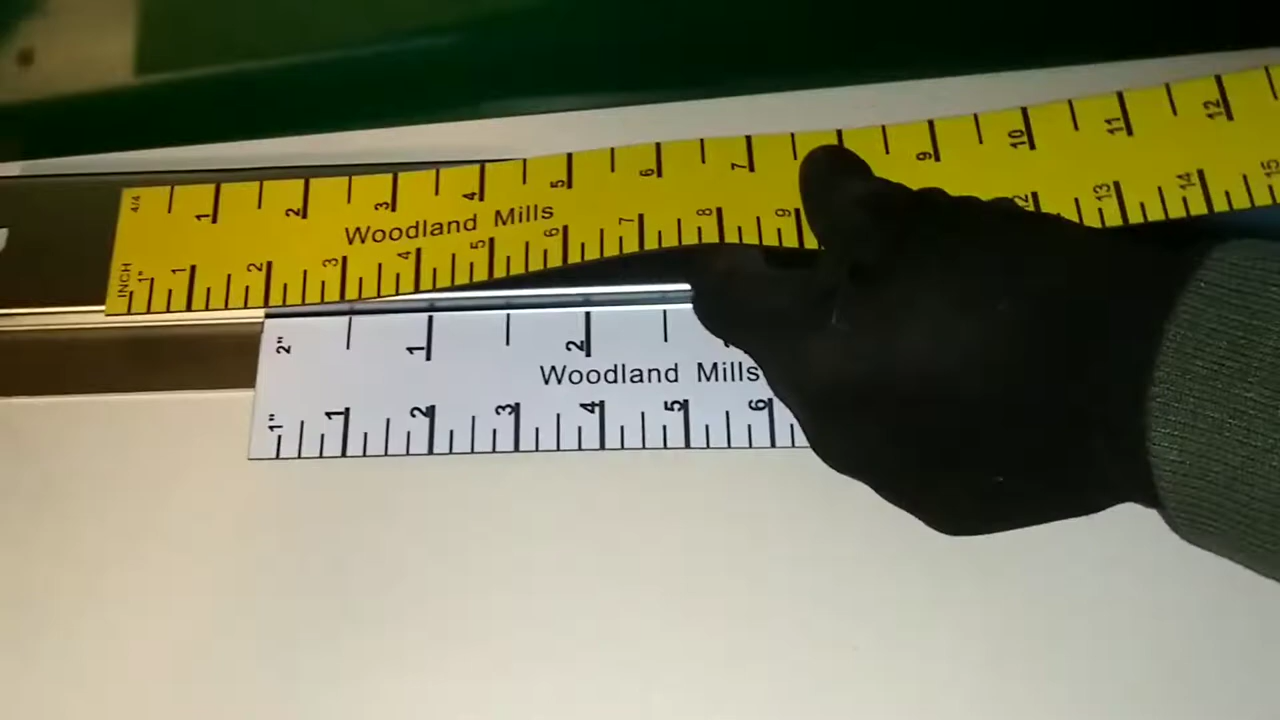 4/4 1 2 3 4 5 6 7 9 10 11 12
Woodland Mills
INCH 1" 1 2 3 4 5 6 7 8 9 12 13 14 15
2" 1 2
Woodland Mills
1" 1 2 3 4 5 6